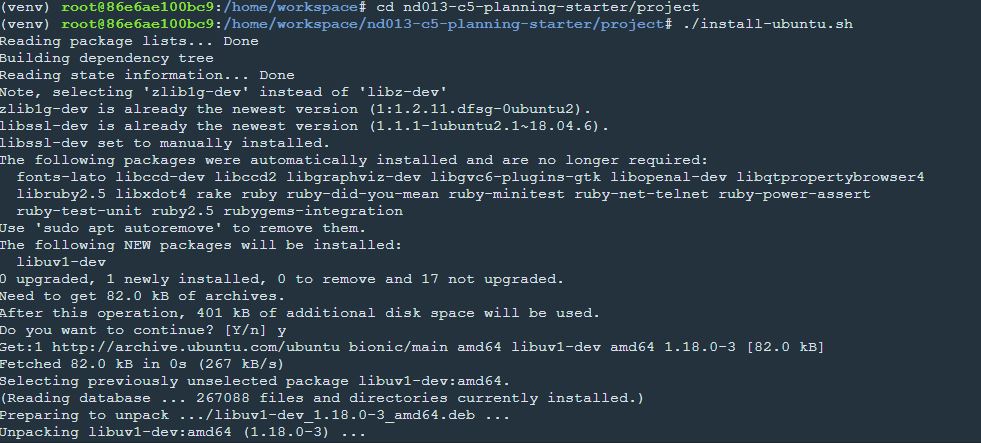 (venv) root@86e6ae100bc9:/home/workspace# cd nd013-c5-planning-starter/project
(venv) root@86e6ae100bc9:/home/workspace/nd013-c5-planning-starter/project# ./install-ubuntu.sh
Reading package lists... Done
Building dependency tree
Reading state information... Done
Note, selecting 'zlib1g-dev' instead of 'libz-dev'
zlib1g-dev is already the newest version (1:1.2.11.dfsg-0ubuntu2).
libssl-dev is already the newest version (1.1.1-1ubuntu2.1~18.04.6).
libssl-dev set to manually installed.
The following packages were automatically installed and are no longer required:
  fonts-lato libccd-dev libccd2 libgraphviz-dev libgvc6-plugins-gtk libopenal-dev libqtpropertybrowser4
  libruby2.5 libxdot4 rake ruby ruby-did-you-mean ruby-minitest ruby-net-telnet ruby-power-assert
  ruby-test-unit ruby2.5 rubygems-integration
Use 'sudo apt autoremove' to remove them.
The following NEW packages will be installed:
  libuv1-dev
0 upgraded, 1 newly installed, 0 to remove and 17 not upgraded.
Need to get 82.0 kB of archives.
After this operation, 401 kB of additional disk space will be used.
Do you want to continue? [Y/n] y
Get:1 http://archive.ubuntu.com/ubuntu bionic/main amd64 libuv1-dev amd64 1.18.0-3 [82.0 kB]
Fetched 82.0 kB in 0s (267 kB/s)
Selecting previously unselected package libuv1-dev:amd64.
(Reading database ... 267088 files and directories currently installed.)
Preparing to unpack .../libuv1-dev_1.18.0-3_amd64.deb ...
Unpacking libuv1-dev:amd64 (1.18.0-3) ...